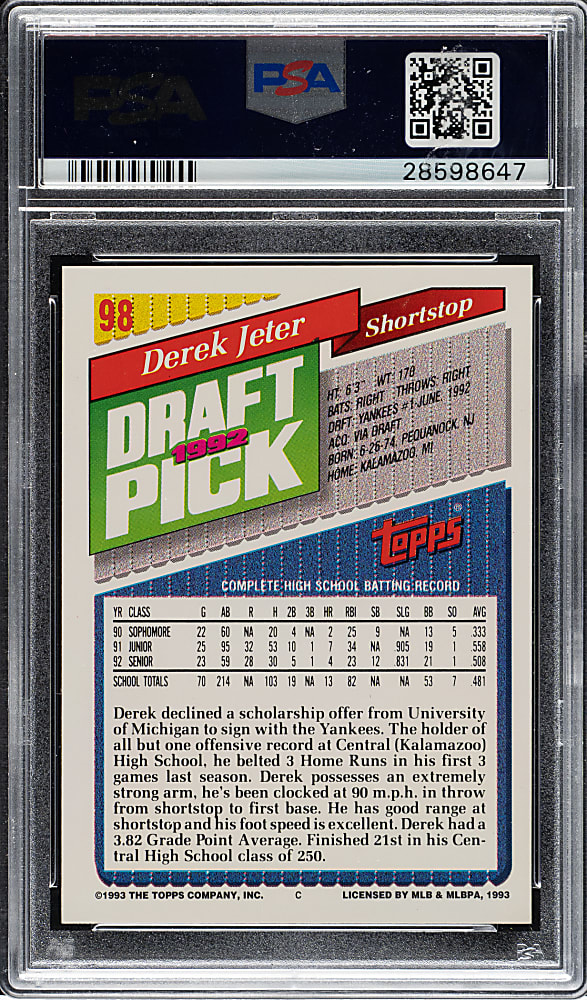 PSA
PSA
28598647
98
Derek Jeter
Shortstop
DRAFT
1992
PICK
HT: 6'3" WT: 170
BATS: RIGHT THROWS: RIGHT
DRFT: YANKEES #1-JUNE, 1992
ACQ: VIA DRAFT
BORN: 6-26-74, PEQUANOCK, NJ
HOME: KALAMAZOO, MI
topps
®
COMPLETE HIGH SCHOOL BATTING RECORD
YR CLASS G AB R H 2B 3B HR RBI SB SLG BB SO AVG
90 SOPHOMORE 22 60 NA 20 4 NA 2 25 9 NA 13 5 .333
91 JUNIOR 25 95 32 53 10 1 7 34 NA .905 19 1 .558
92 SENIOR 23 59 28 30 5 1 4 23 12 .831 21 1 .508
SCHOOL TOTALS 70 214 NA 103 19 NA 13 82 NA NA 53 7 .481
Derek declined a scholarship offer from University
of Michigan to sign with the Yankees. The holder of
all but one offensive record at Central (Kalamazoo)
High School, he belted 3 Home Runs in his first 3
games last season. Derek possesses an extremely
strong arm, he's been clocked at 90 m.p.h. in throw
from shortstop to first base. He has good range at
shortstop and his foot speed is excellent. Derek had a
3.82 Grade Point Average. Finished 21st in his Cen-
tral High School class of 250.
©1993 THE TOPPS COMPANY, INC. C LICENSED BY MLB & MLBPA, 1993